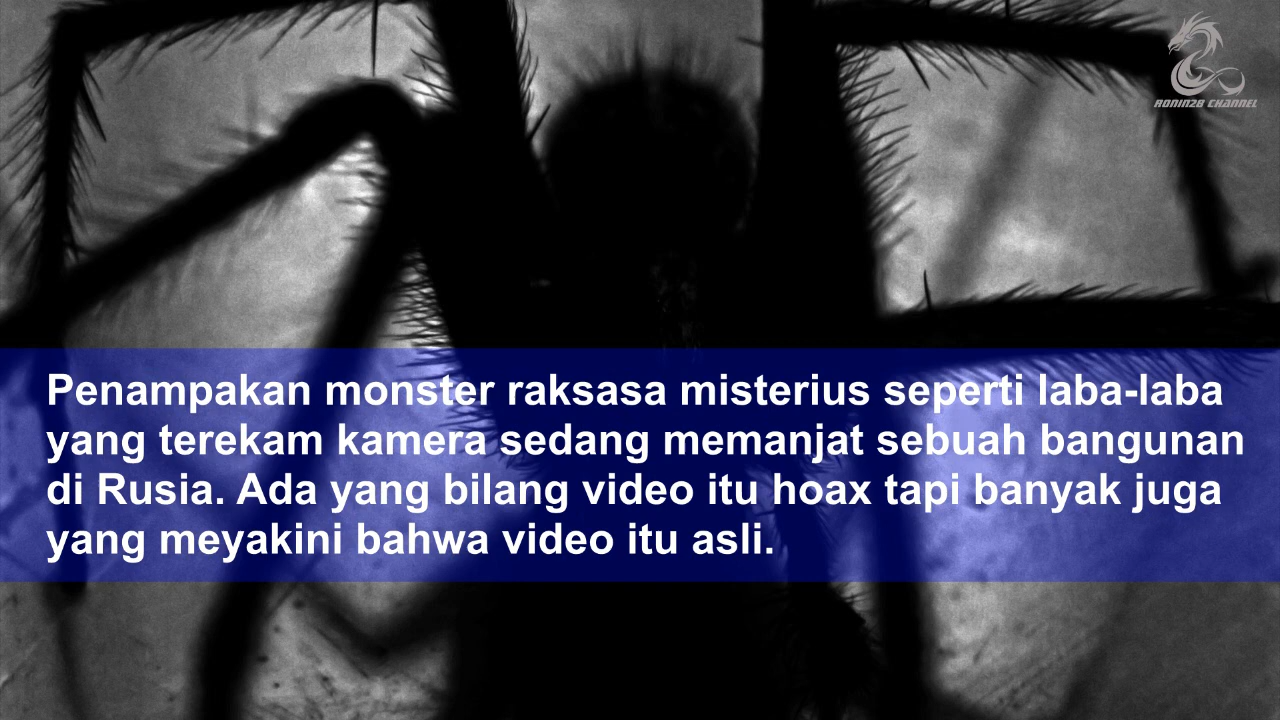 RONIN28 CHANNEL
Penampakan monster raksasa misterius seperti laba-laba
yang terekam kamera sedang memanjat sebuah bangunan
di Rusia. Ada yang bilang video itu hoax tapi banyak juga
yang meyakini bahwa video itu asli.